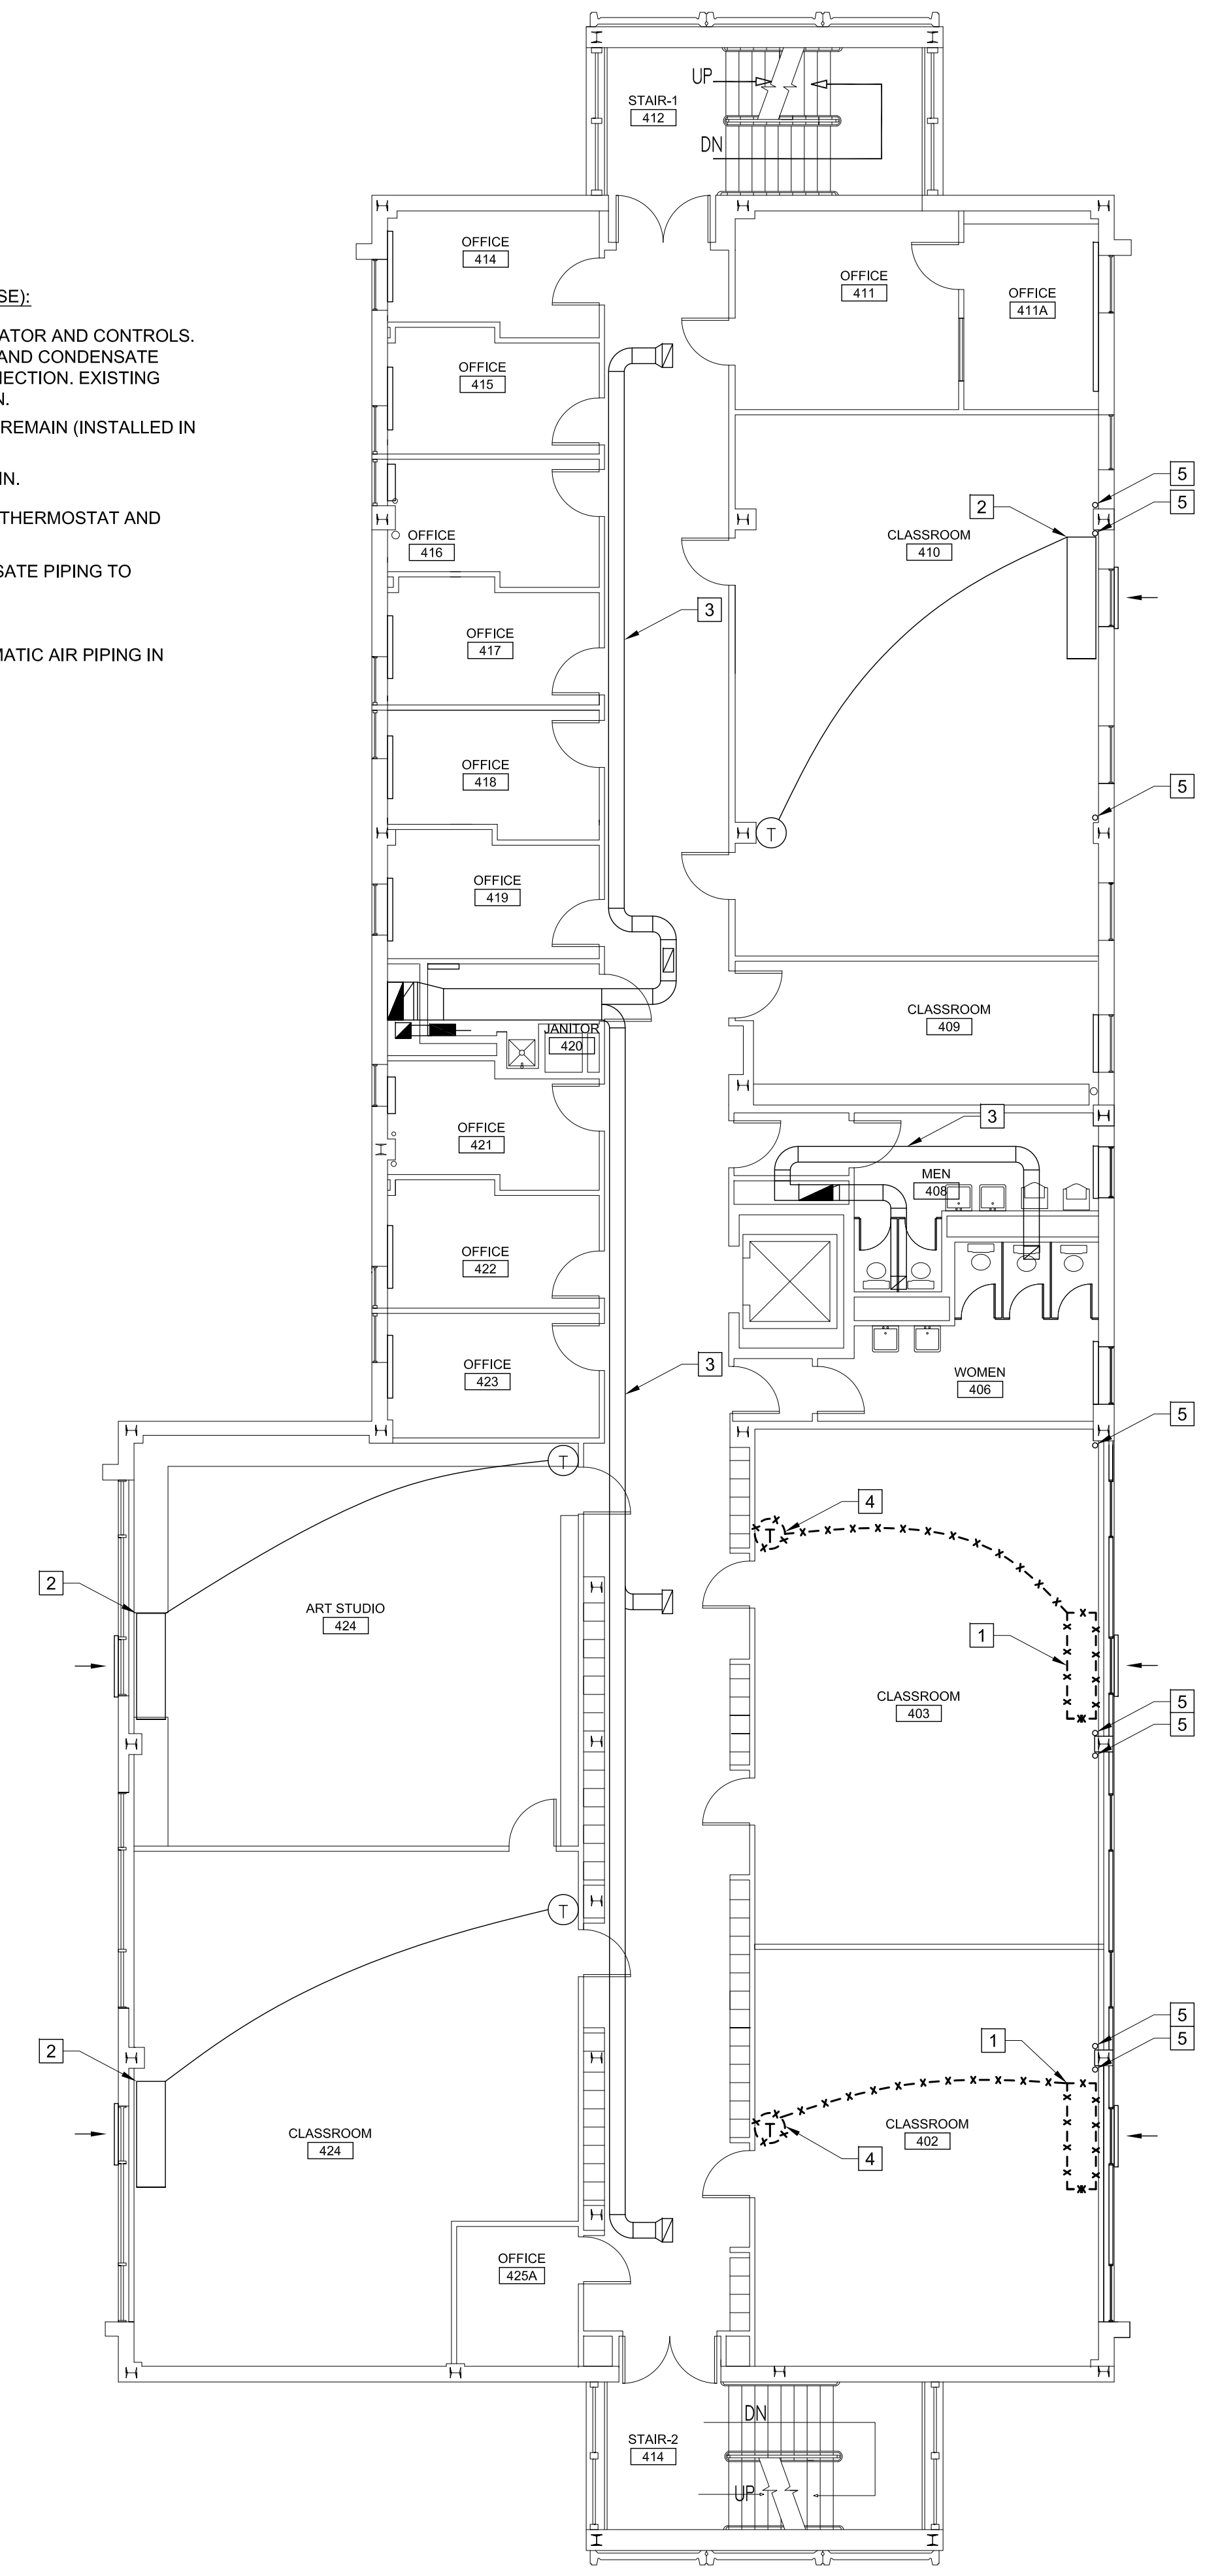 UP
STAIR-1
412
DN
OFFICE
414
OFFICE
411
OFFICE
411A
SE):
ATOR AND CONTROLS.
AND CONDENSATE
NECTION. EXISTING
N.
REMAIN (INSTALLED IN
IN.
THERMOSTAT AND
SATE PIPING TO
MATIC AIR PIPING IN
OFFICE
415
5
2
5
OFFICE
416
CLASSROOM
410
3
OFFICE
417
OFFICE
418
5
T
OFFICE
419
CLASSROOM
409
JANITOR
420
3
OFFICE
421
MEN
408
OFFICE
422
OFFICE
423
3
WOMEN
406
5
T
4
T
2
ART STUDIO
424
1
CLASSROOM
403
5
5
T
5
5
2
1
CLASSROOM
424
T
CLASSROOM
402
4
OFFICE
425A
DN
STAIR-2
414
UP